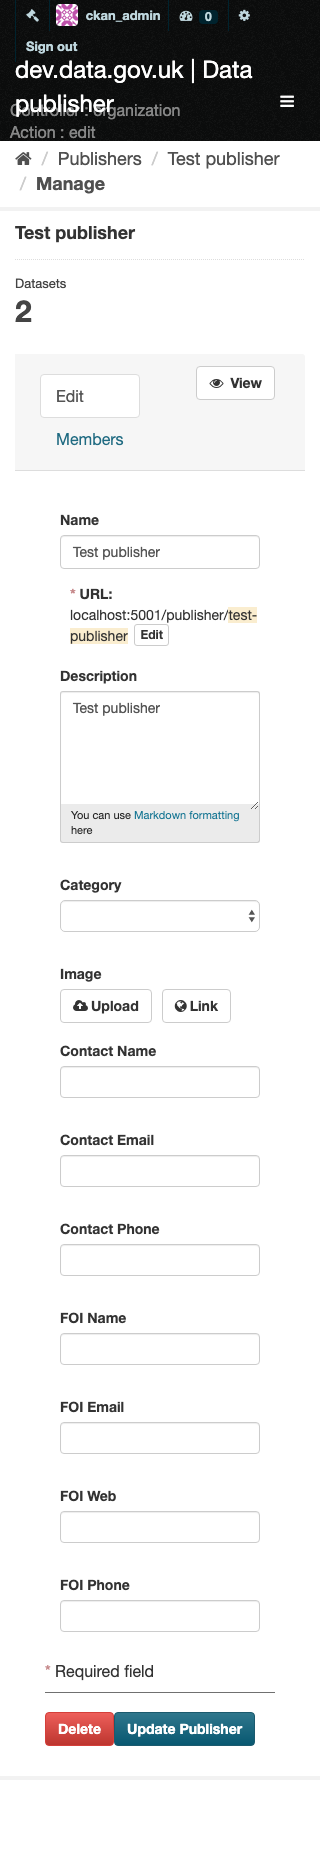 ckan_admin 0
Sign out
dev.data.gov.uk | Data
publisher
Controller : organization
Action : edit
/ Publishers / Test publisher
/ Manage
Test publisher
Datasets
2
Edit
View
Members
Name
Test publisher
* URL:
localhost:5001/publisher/test-
publisher Edit
Description
Test publisher
You can use Markdown formatting
here
Category
Image
Upload Link
Contact Name
Contact Email
Contact Phone
FOI Name
FOI Email
FOI Web
FOI Phone
* Required field
Delete Update Publisher